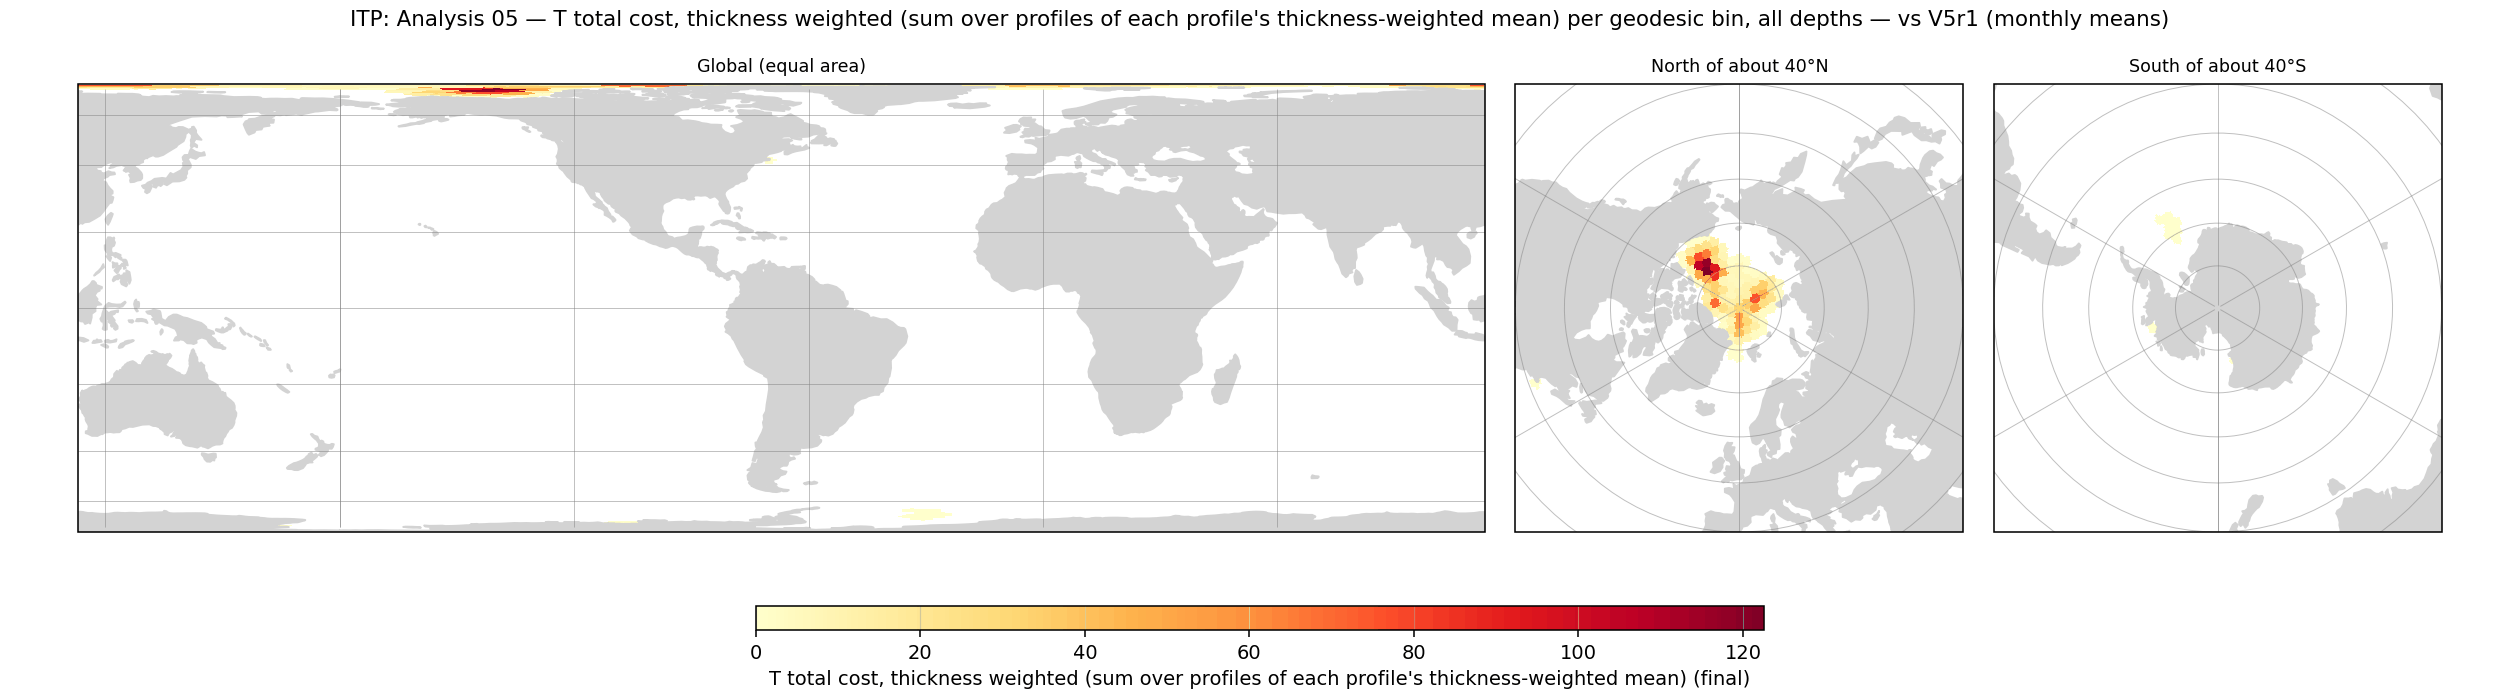 ITP: Analysis 05 — T total cost, thickness weighted (sum over profiles of each profile's thickness-weighted mean) per geodesic bin, all depths — vs V5r1 (monthly means)
Global (equal area)
North of about 40°N
South of about 40°S
0 20 40 60 80 100 120
T total cost, thickness weighted (sum over profiles of each profile's thickness-weighted mean) (final)